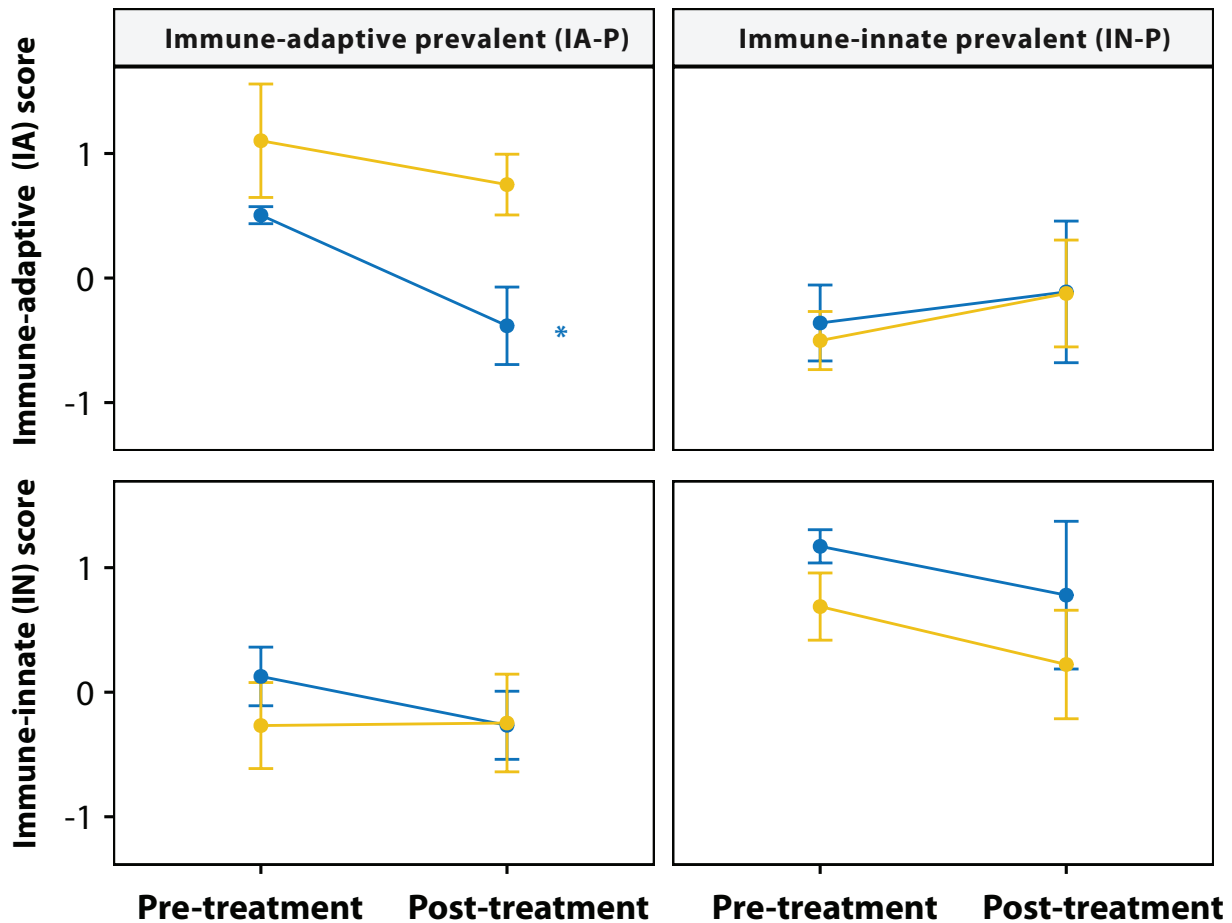 Immune-adaptive prevalent (IA-P)
Immune-innate prevalent (IN-P)
Immune-adaptive (IA) score
1
0
-1
*
Immune-innate (IN) score
1
0
-1
Pre-treatment Post-treatment
Pre-treatment Post-treatment